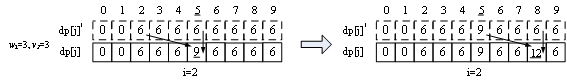 0 1 2 3 4 5 6 7 8 9 0 1 2 3 4 5 6 7 8 9
dp[j]' 0 0 6 6 6 6 6 6 6 6 dp[j]' 0 0 6 6 6 9 6 6 6 6
w₂=3, v₂=3 dp[j] 0 0 6 6 6 9 6 6 6 6 dp[j] 0 0 6 6 6 9 6 6 12 6
i=2 i=2